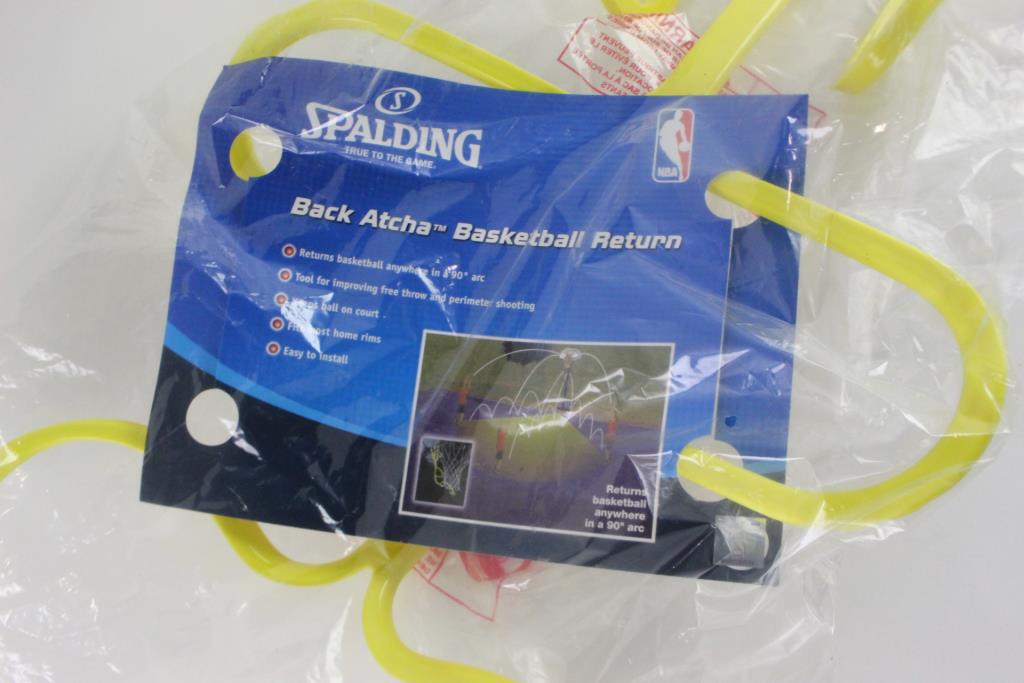 S
SPALDING
TRUE TO THE GAME.
NBA
Back Atcha™ Basketball Return
Returns basketball anywhere in a 90° arc
Tool for improving free throw and perimeter shooting
Keeps ball on court
most home rims
Easy to install
Returns
basketball
anywhere
in a 90° arc